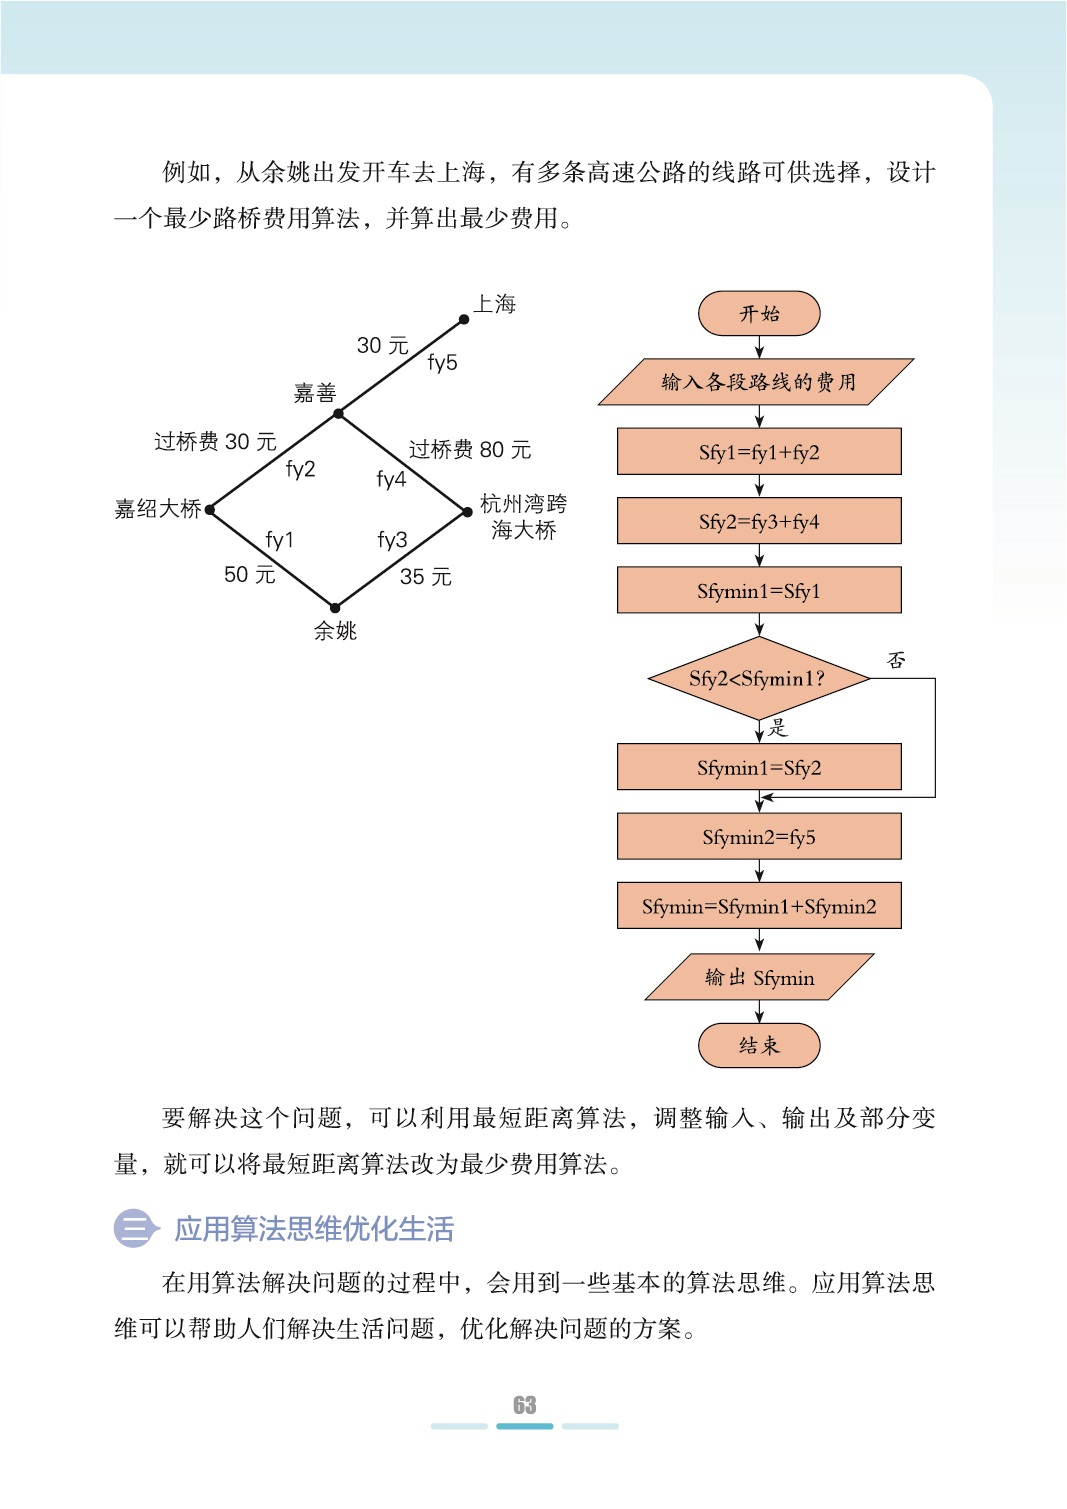 例如，从余姚出发开车去上海，有多条高速公路的线路可供选择，设计
一个最少路桥费用算法，并算出最少费用。
上海
30 元
fy5
嘉善
过桥费 30 元
fy2
过桥费 80 元
fy4
嘉绍大桥
杭州湾跨
海大桥
fy1
50 元
fy3
35 元
余姚
开始
输入各段路线的费用
Sfy1=fy1+fy2
Sfy2=fy3+fy4
Sfymin1=Sfy1
Sfy2<Sfymin1?
否
是
Sfymin1=Sfy2
Sfymin2=fy5
Sfymin=Sfymin1+Sfymin2
输出 Sfymin
结束
要解决这个问题，可以利用最短距离算法，调整输入、输出及部分变
量，就可以将最短距离算法改为最少费用算法。
三 应用算法思维优化生活
在用算法解决问题的过程中，会用到一些基本的算法思维。应用算法思
维可以帮助人们解决生活问题，优化解决问题的方案。
63